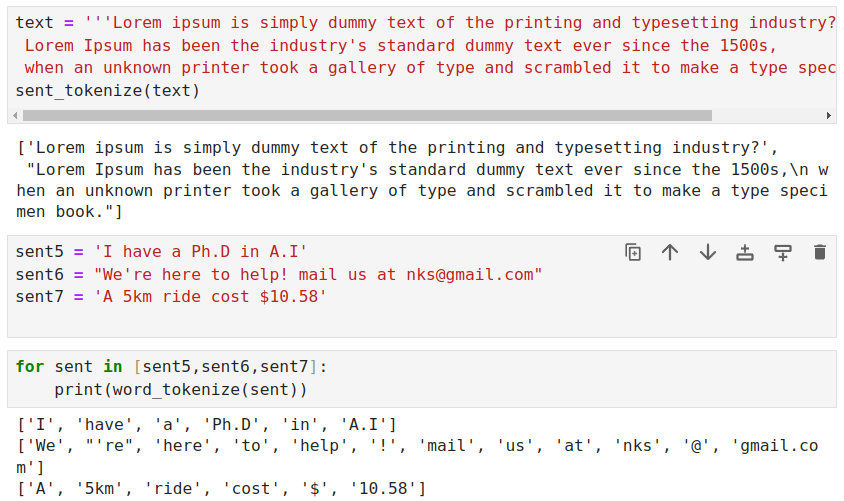 text = '''Lorem ipsum is simply dummy text of the printing and typesetting industry?
Lorem Ipsum has been the industry's standard dummy text ever since the 1500s,
when an unknown printer took a gallery of type and scrambled it to make a type spec
sent_tokenize(text)
['Lorem ipsum is simply dummy text of the printing and typesetting industry?',
"Lorem Ipsum has been the industry's standard dummy text ever since the 1500s,\n w
hen an unknown printer took a gallery of type and scrambled it to make a type speci
men book."]
sent5 = 'I have a Ph.D in A.I'
sent6 = "We're here to help! mail us at nks@gmail.com"
sent7 = 'A 5km ride cost $10.58'
for sent in [sent5,sent6,sent7]:
    print(word_tokenize(sent))
['I', 'have', 'a', 'Ph.D', 'in', 'A.I']
['We', "'re", 'here', 'to', 'help', '!', 'mail', 'us', 'at', 'nks', '@', 'gmail.co
m']
['A', '5km', 'ride', 'cost', '$', '10.58']